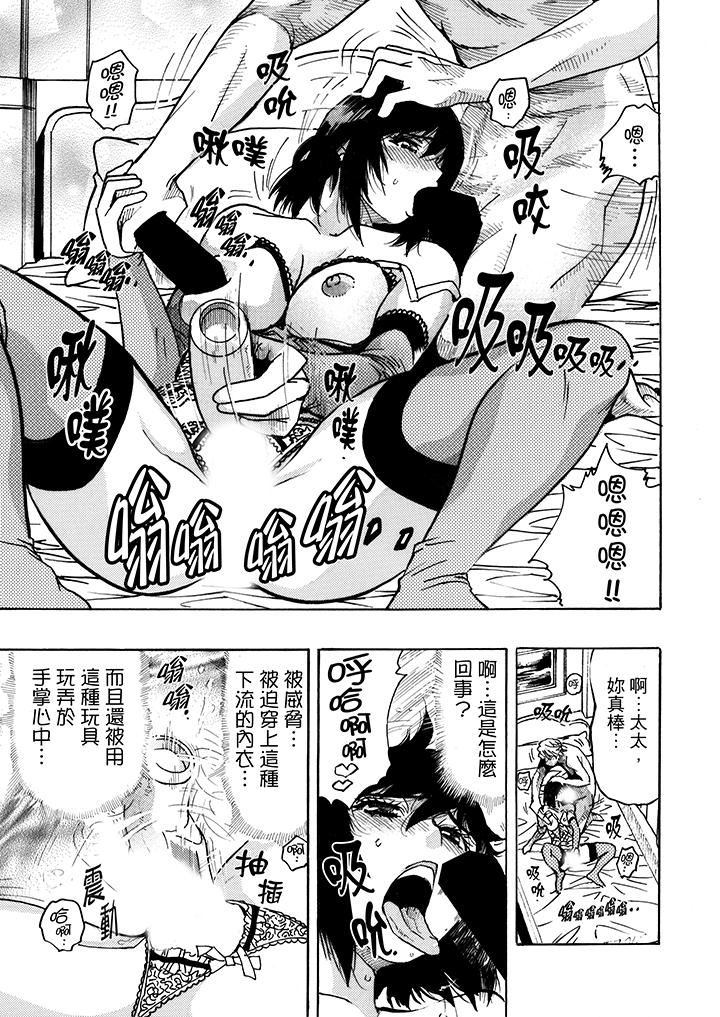 嗯…
吸咬
嗯…
吸吮
嗯
嗯!!
啾噗
嗡嗡嗡…
嗡嗡嗡…
吸吸吸吸…
啾
噗
啾
噗
嗡嗡嗡嗡
嗯
嗯
嗯!!
啊…太太,
妳真棒…
呼
吸吮
呼
吸
吮
嗯
嗡嗡嗡嗡…
啊…這是怎麼
回事?
呼
哈
啊
啊
吸
吮
被威脅…
被迫穿上這種
下流的內衣…
而且還被用
這種玩具
玩弄於
手掌心中…
嗡嗡…
啊…
抽插
震動
哈
啊